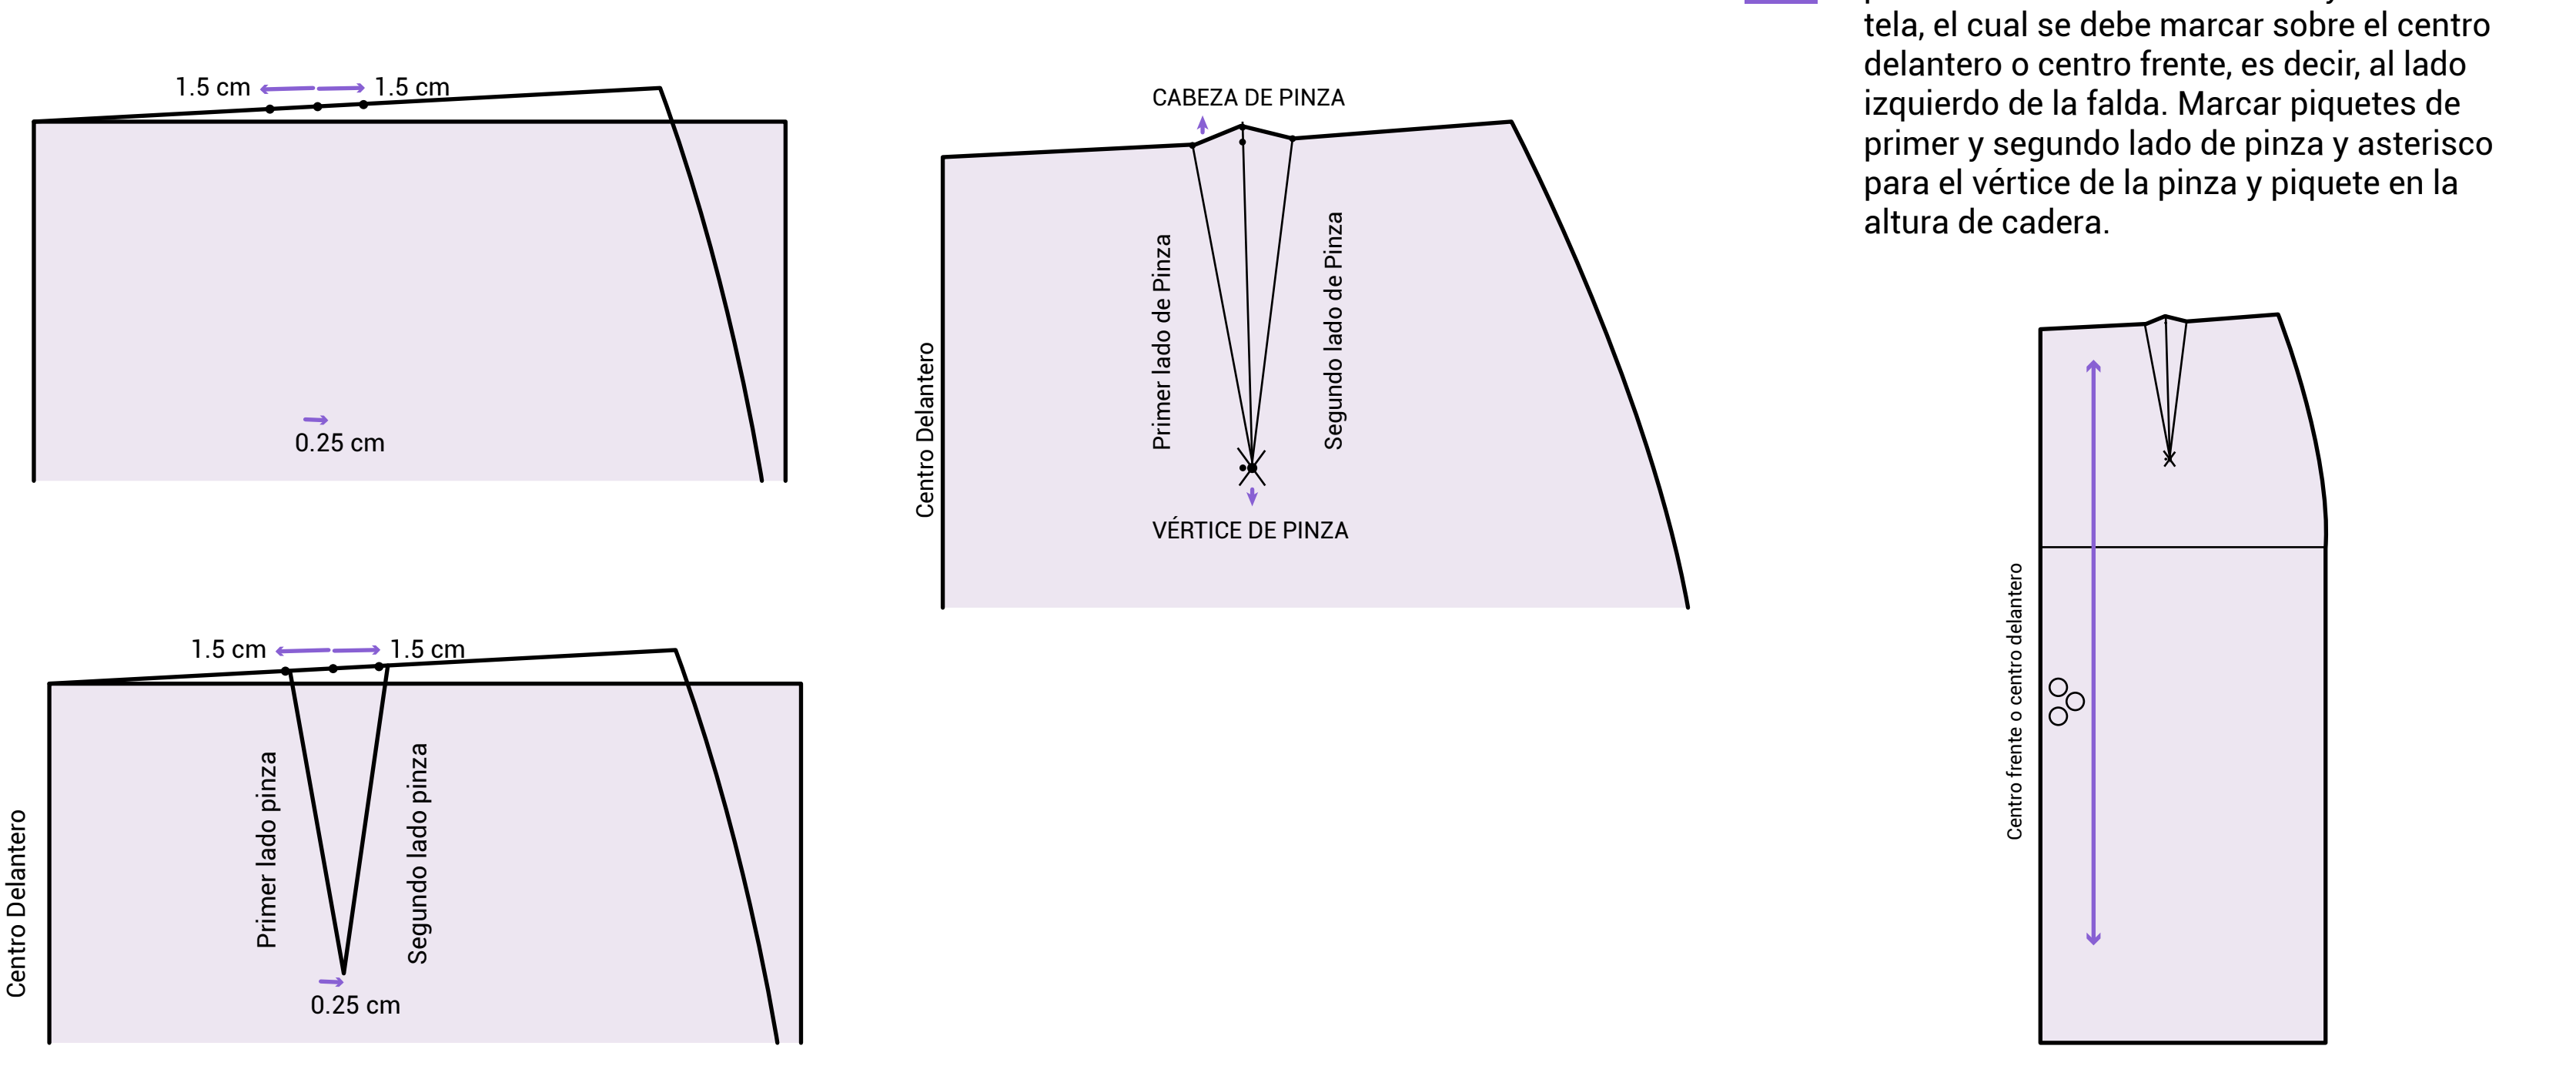 1.5 cm
1.5 cm
0.25 cm
1.5 cm
1.5 cm
Centro Delantero
Primer lado pinza
Segundo lado pinza
0.25 cm
CABEZA DE PINZA
Centro Delantero
Primer lado de Pinza
Segundo lado de Pinza
VÉRTICE DE PINZA
tela, el cual se debe marcar sobre el centro
delantero o centro frente, es decir, al lado
izquierdo de la falda. Marcar piquetes de
primer y segundo lado de pinza y asterisco
para el vértice de la pinza y piquete en la
altura de cadera.
Centro frente o centro delantero